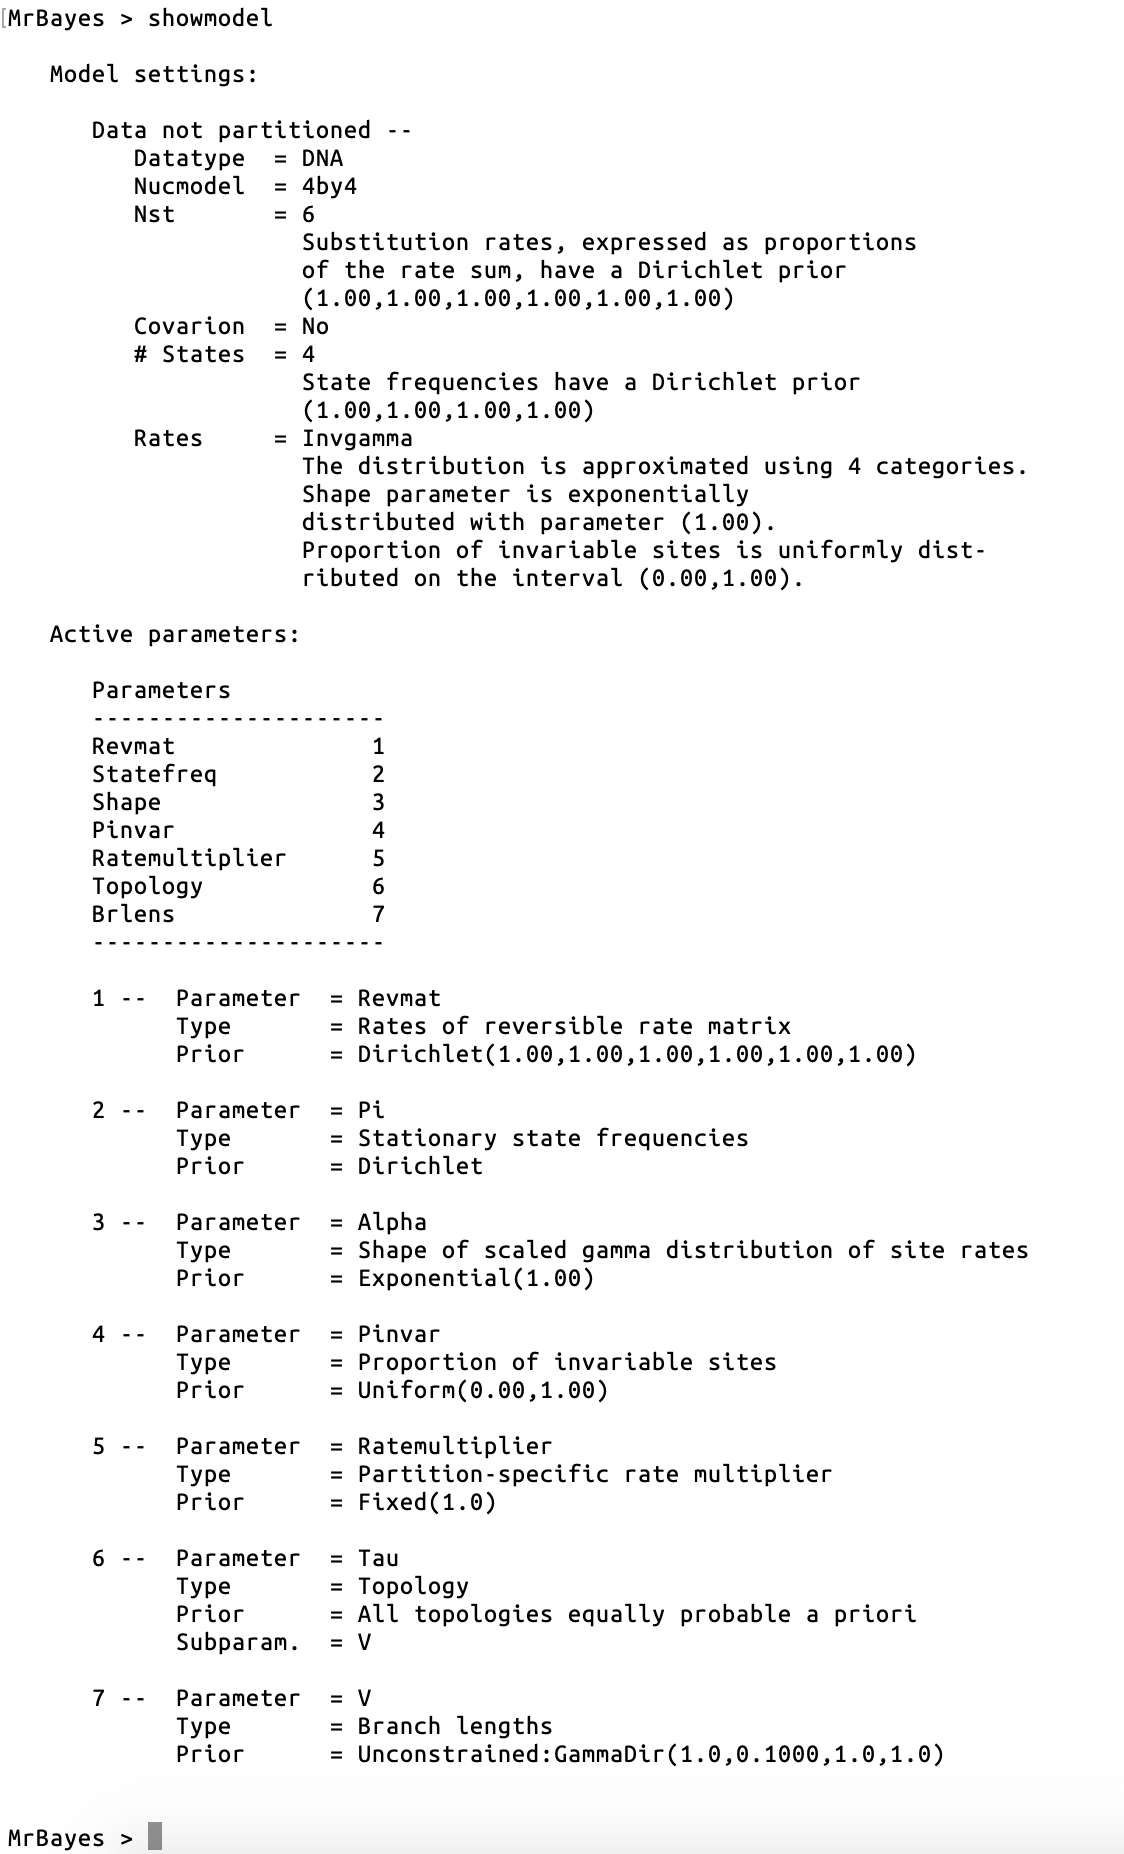 [MrBayes > showmodel
Model settings:
Data not partitioned --
Datatype  = DNA
Nucmodel  = 4by4
Nst       = 6
Substitution rates, expressed as proportions
of the rate sum, have a Dirichlet prior
(1.00,1.00,1.00,1.00,1.00,1.00)
Covarion  = No
# States  = 4
State frequencies have a Dirichlet prior
(1.00,1.00,1.00,1.00)
Rates     = Invgamma
The distribution is approximated using 4 categories.
Shape parameter is exponentially
distributed with parameter (1.00).
Proportion of invariable sites is uniformly dist-
ributed on the interval (0.00,1.00).
Active parameters:
Parameters
---------------------
Revmat              1
Statefreq           2
Shape               3
Pinvar              4
Ratemultiplier      5
Topology            6
Brlens              7
---------------------
1 --  Parameter  = Revmat
Type       = Rates of reversible rate matrix
Prior      = Dirichlet(1.00,1.00,1.00,1.00,1.00,1.00)
2 --  Parameter  = Pi
Type       = Stationary state frequencies
Prior      = Dirichlet
3 --  Parameter  = Alpha
Type       = Shape of scaled gamma distribution of site rates
Prior      = Exponential(1.00)
4 --  Parameter  = Pinvar
Type       = Proportion of invariable sites
Prior      = Uniform(0.00,1.00)
5 --  Parameter  = Ratemultiplier
Type       = Partition-specific rate multiplier
Prior      = Fixed(1.0)
6 --  Parameter  = Tau
Type       = Topology
Prior      = All topologies equally probable a priori
Subparam.  = V
7 --  Parameter  = V
Type       = Branch lengths
Prior      = Unconstrained:GammaDir(1.0,0.1000,1.0,1.0)
MrBayes >